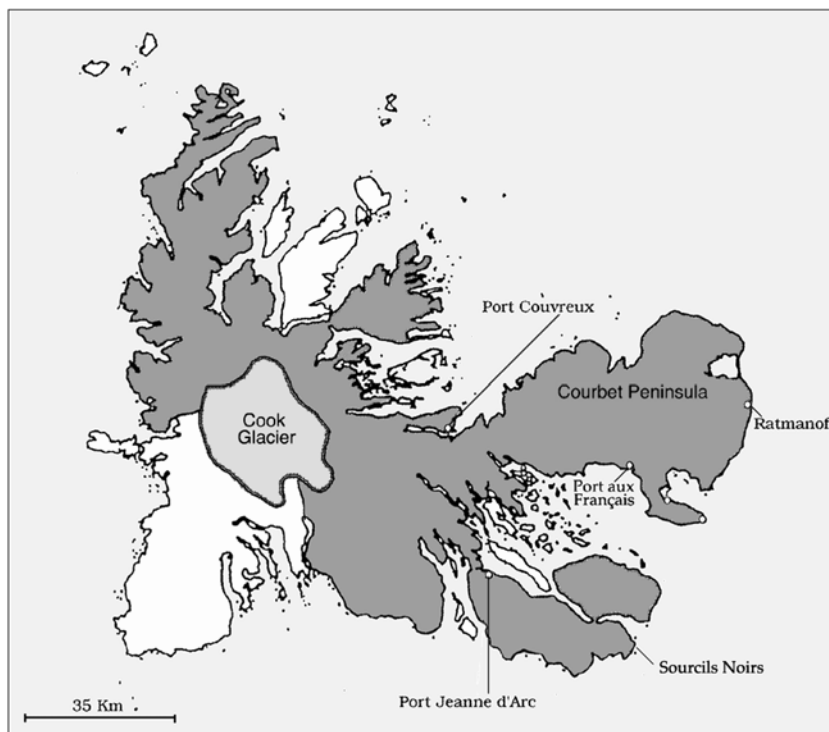 Port Couvreux
Courbet Peninsula
Cook
Glacier
Ratmanof
Port aux
Français
Sourcils Noirs
Port Jeanne d'Arc
35 Km